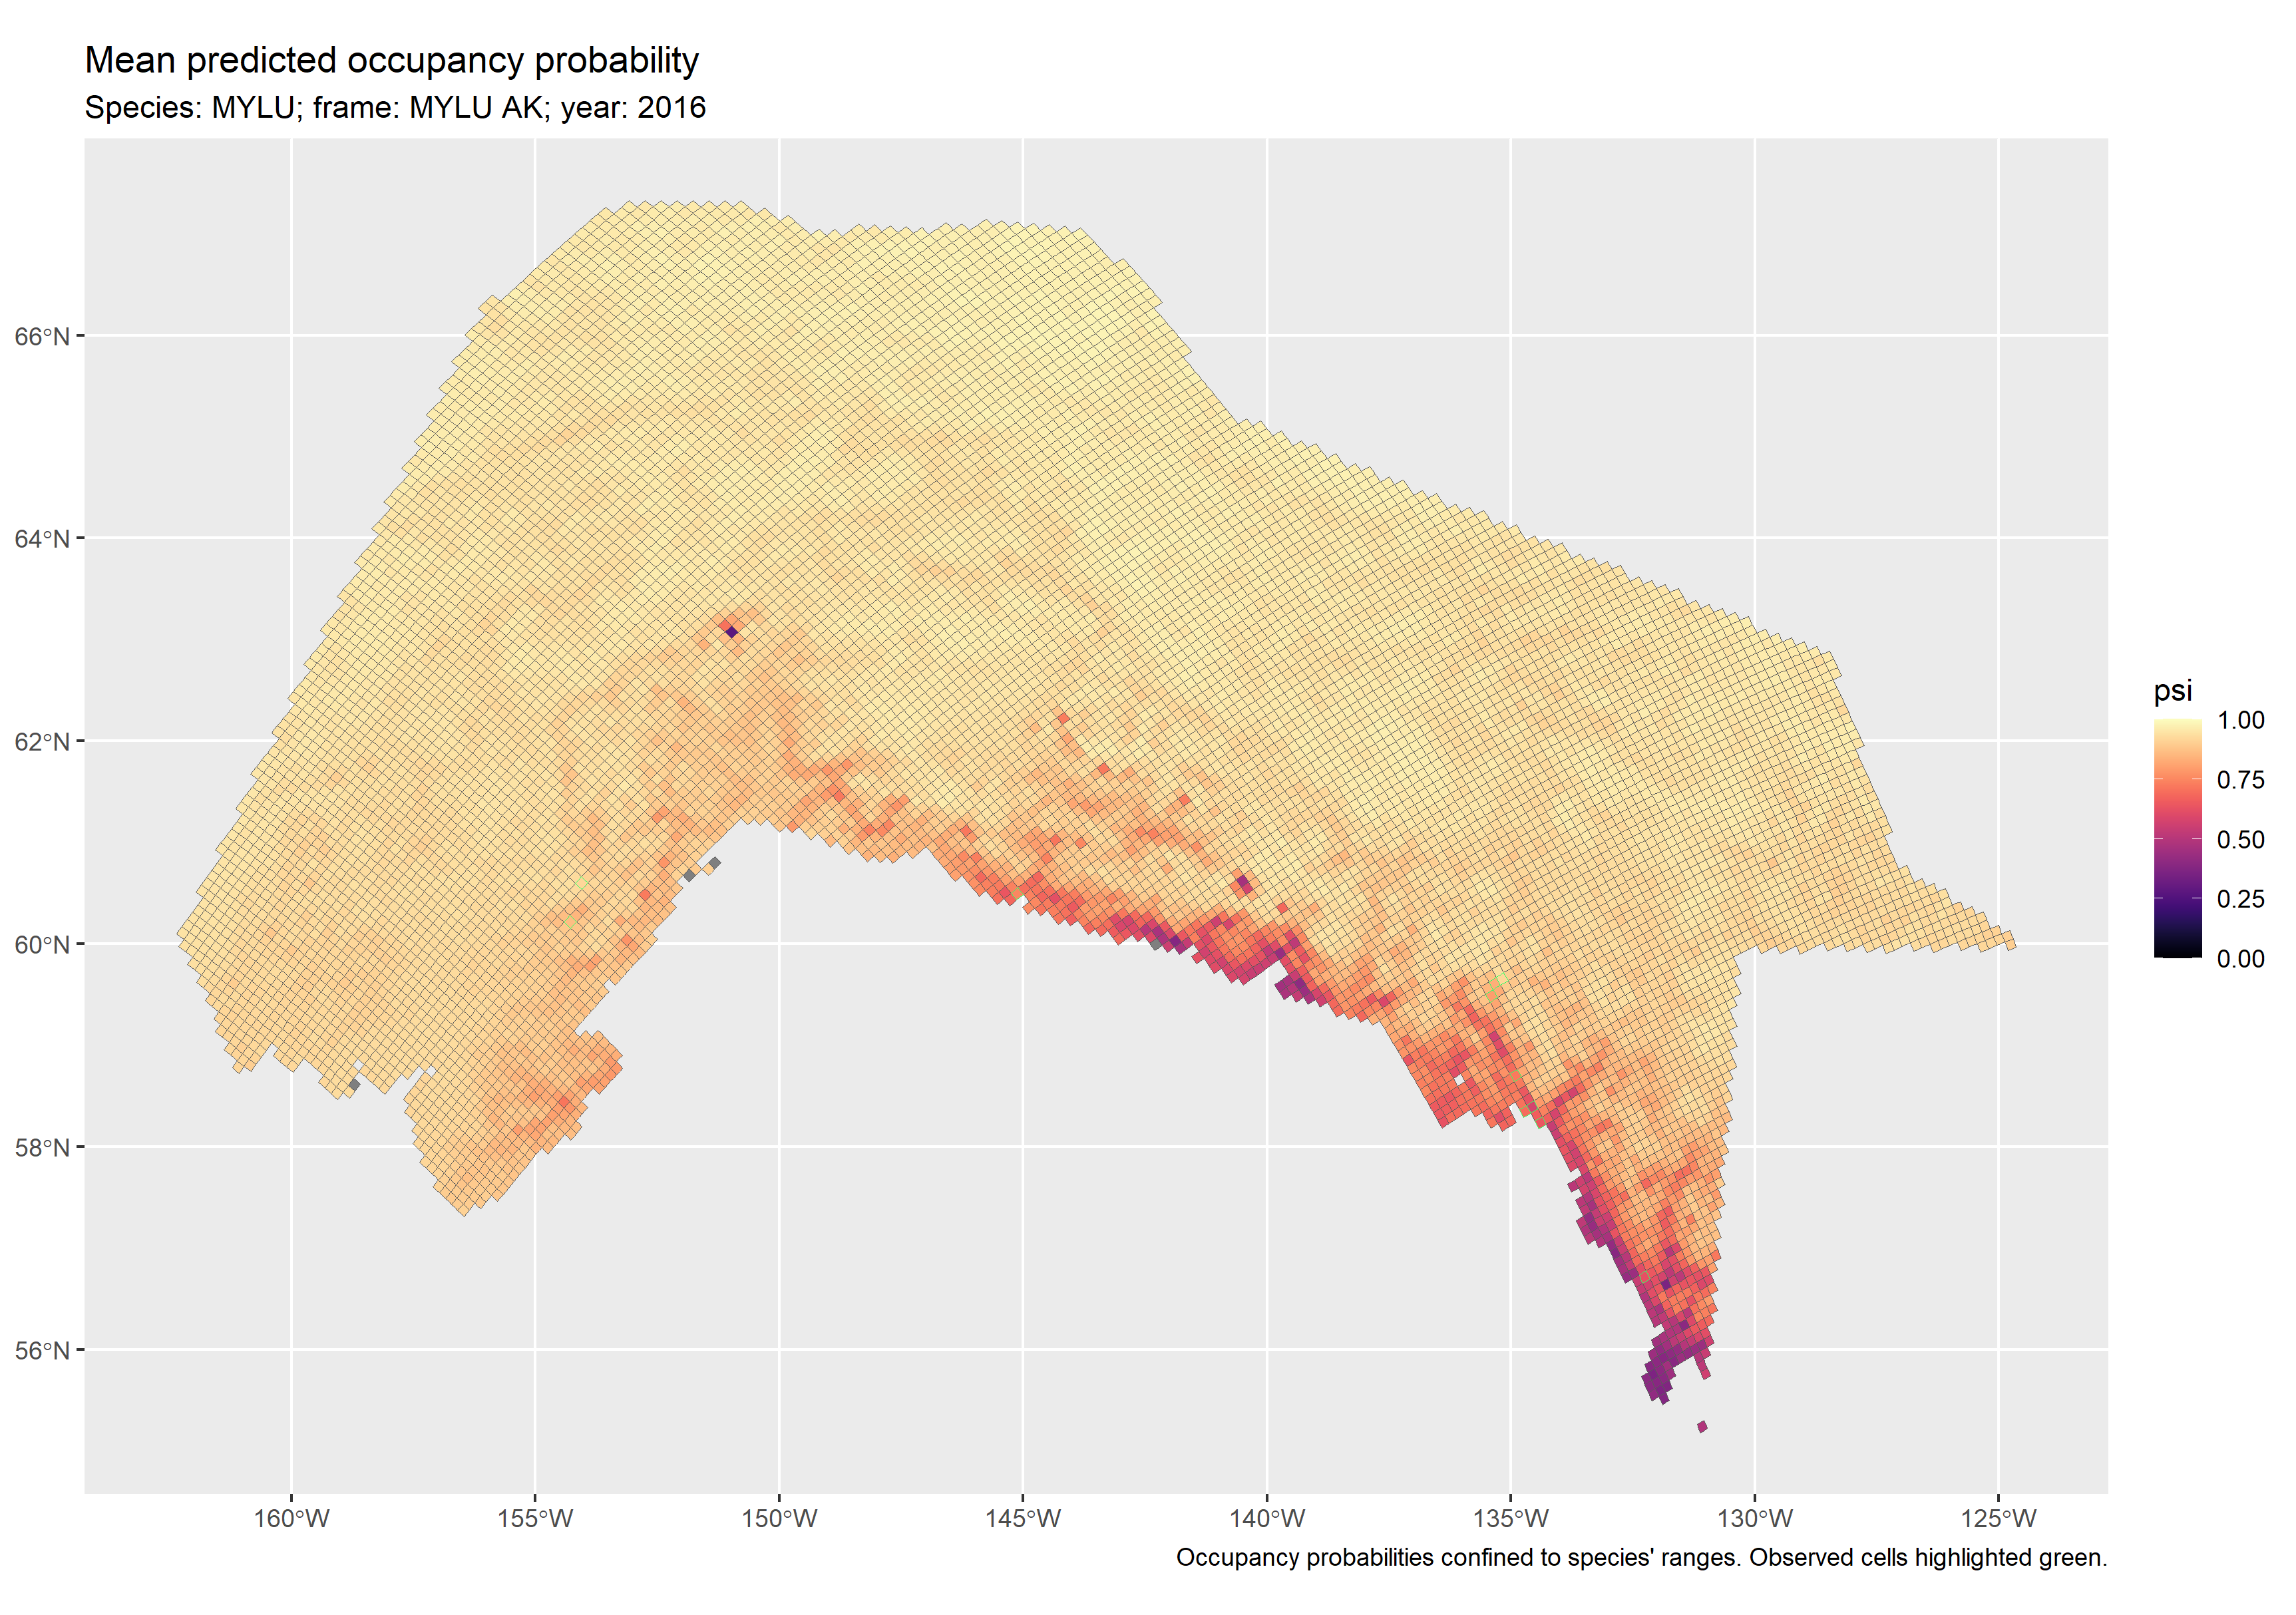 Mean predicted occupancy probability
Species: MYLU; frame: MYLU AK; year: 2016
66°N
64°N
62°N
60°N
58°N
56°N
160°W
155°W
150°W
145°W
140°W
135°W
130°W
125°W
psi
1.00
0.75
0.50
0.25
0.00
Occupancy probabilities confined to species' ranges. Observed cells highlighted green.